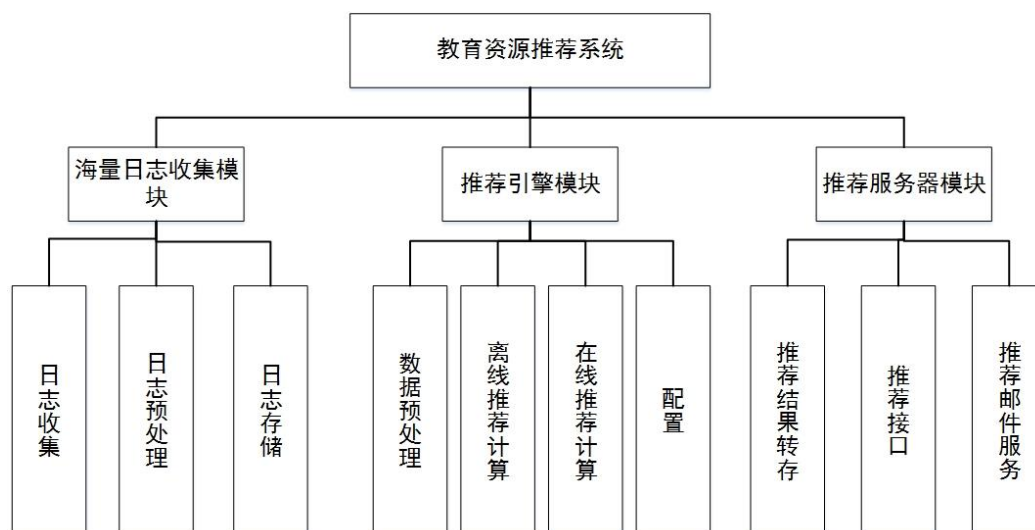 教育资源推荐系统
海量日志收集模
块
推荐引擎模块
推荐服务器模块
日志收集
日志预处理
日志存储
数据预处理
离线推荐计算
在线推荐计算
配置
推荐结果转存
推荐接口
推荐邮件服务